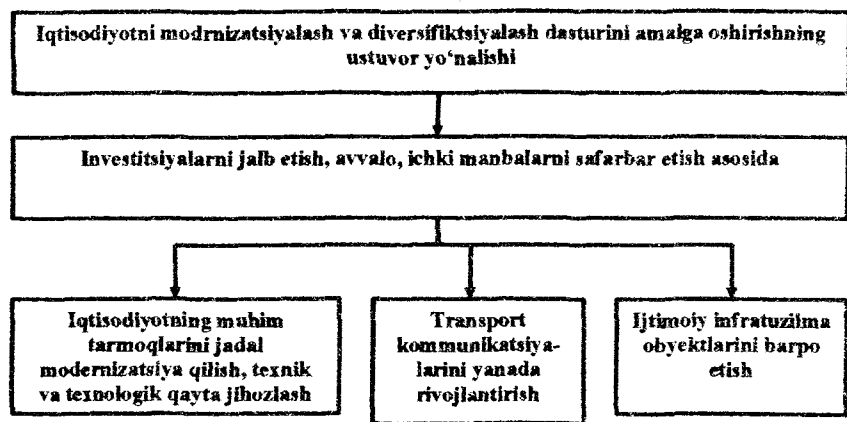 Iqtisodiyotni modrnizatsiyalash va diversifiktsiyalash dasturini amalga oshirishning
ustuvor yo‘nalishi
Investitsiyalarni jalb etish, avvalo, ichki manbalarni safarbar etish asosida
Iqtisodiyotning muhim
tarmoqlarini jadal
modernizatsiya qilish, texnik
va texnologik qayta jihozlash
Transport
kommunikatsiya-
larini yanada
rivojlantirish
Ijtimoiy infratuzilma
obyektlarini barpo
etish